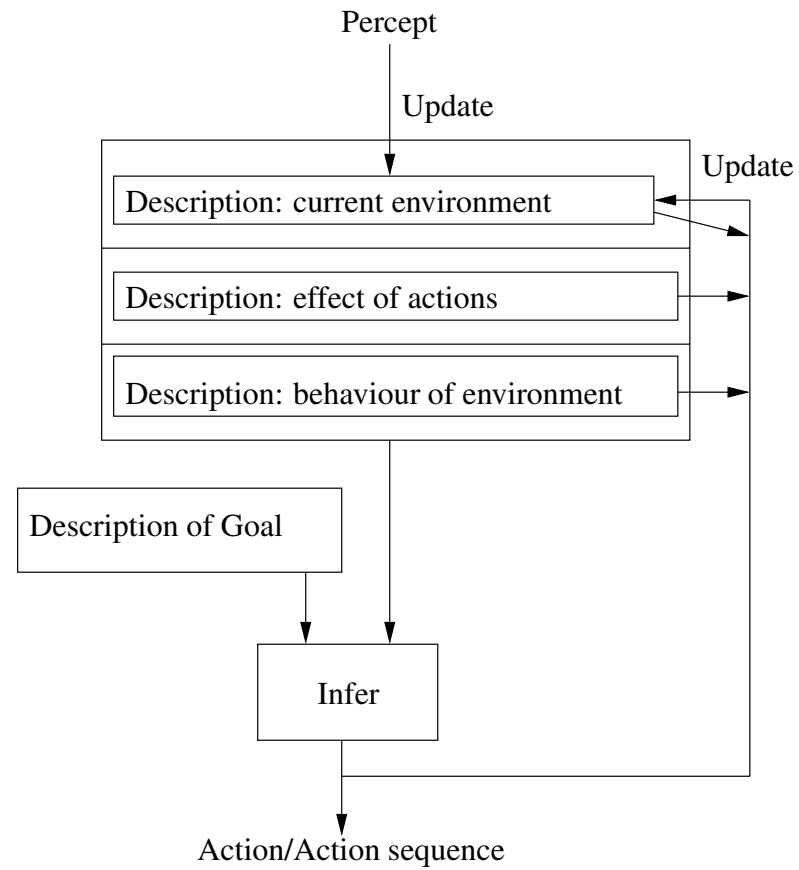 Percept
Update
Update
Description: current environment
Description: effect of actions
Description: behaviour of environment
Description of Goal
Infer
Action/Action sequence